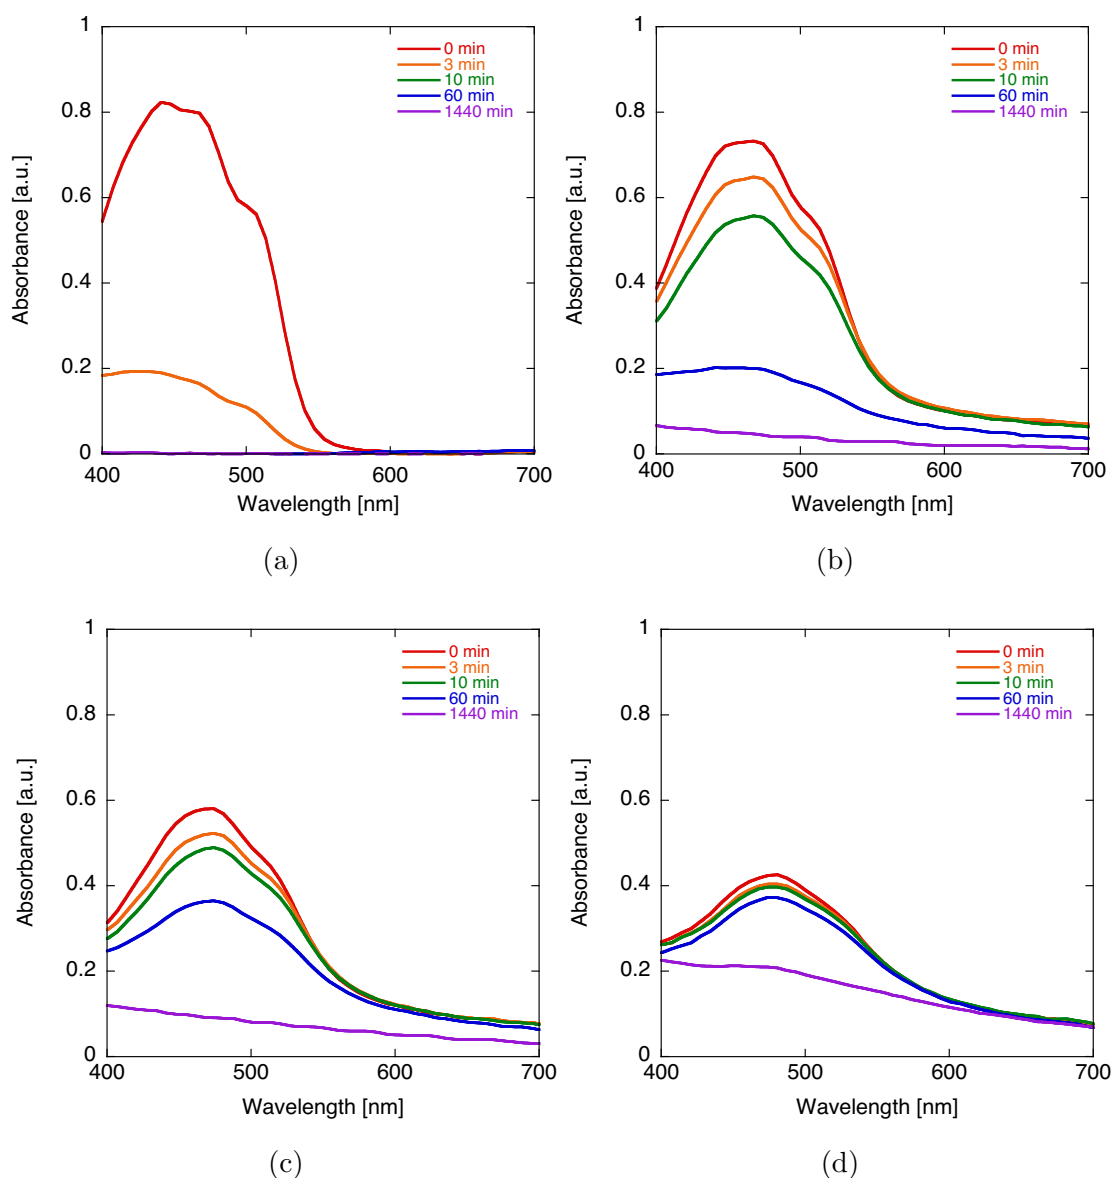 1
0.8
0.6
0.4
0.2
0
Absorbance [a.u.]
400
500
600
700
Wavelength [nm]
0 min
3 min
10 min
60 min
1440 min
(a)
1
0.8
0.6
0.4
0.2
0
Absorbance [a.u.]
400
500
600
700
Wavelength [nm]
0 min
3 min
10 min
60 min
1440 min
(b)
1
0.8
0.6
0.4
0.2
0
Absorbance [a.u.]
400
500
600
700
Wavelength [nm]
0 min
3 min
10 min
60 min
1440 min
(c)
1
0.8
0.6
0.4
0.2
0
Absorbance [a.u.]
400
500
600
700
Wavelength [nm]
0 min
3 min
10 min
60 min
1440 min
(d)